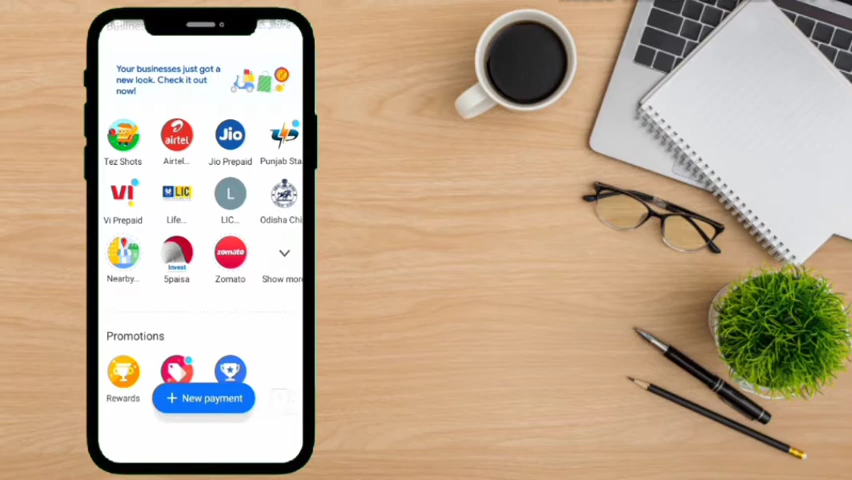 Your businesses just got a
new look. Check it out
now!
Tez Shots
airtel
Airtel...
Jio
Jio Prepaid
Punjab Sta
VI
Vi Prepaid
LIC
Life...
L
LIC...
Odisha Chi
Nearby...
Invest
5paisa
zomato
Zomato
Show more
Promotions
Rewards
+ New payment